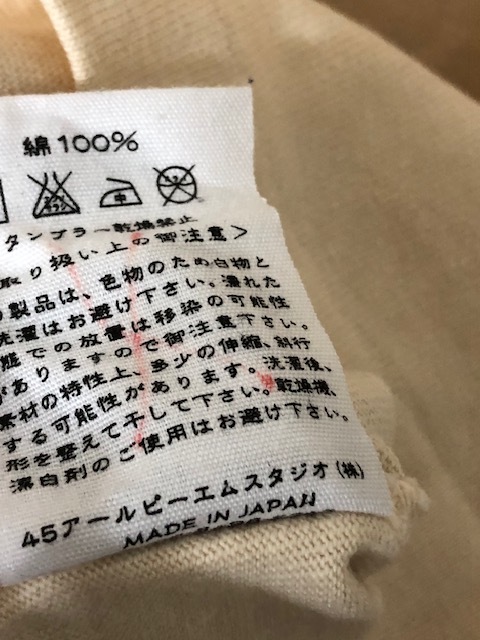 綿100%
タンブラー乾燥禁止
取り扱い上の御注意>
製品は、色物のため白物と
洗濯はお避け下さい。濡れた
態での放置は移染の可能性
がありますので御注意下さい。
素材の特性上、多少の伸縮、斜行
する可能性があります。洗濯後、
形を整えて干して下さい。乾燥機、
漂白剤のご使用はお避け下さい。
45アールピーエムスタジオ(株)
MADE IN JAPAN